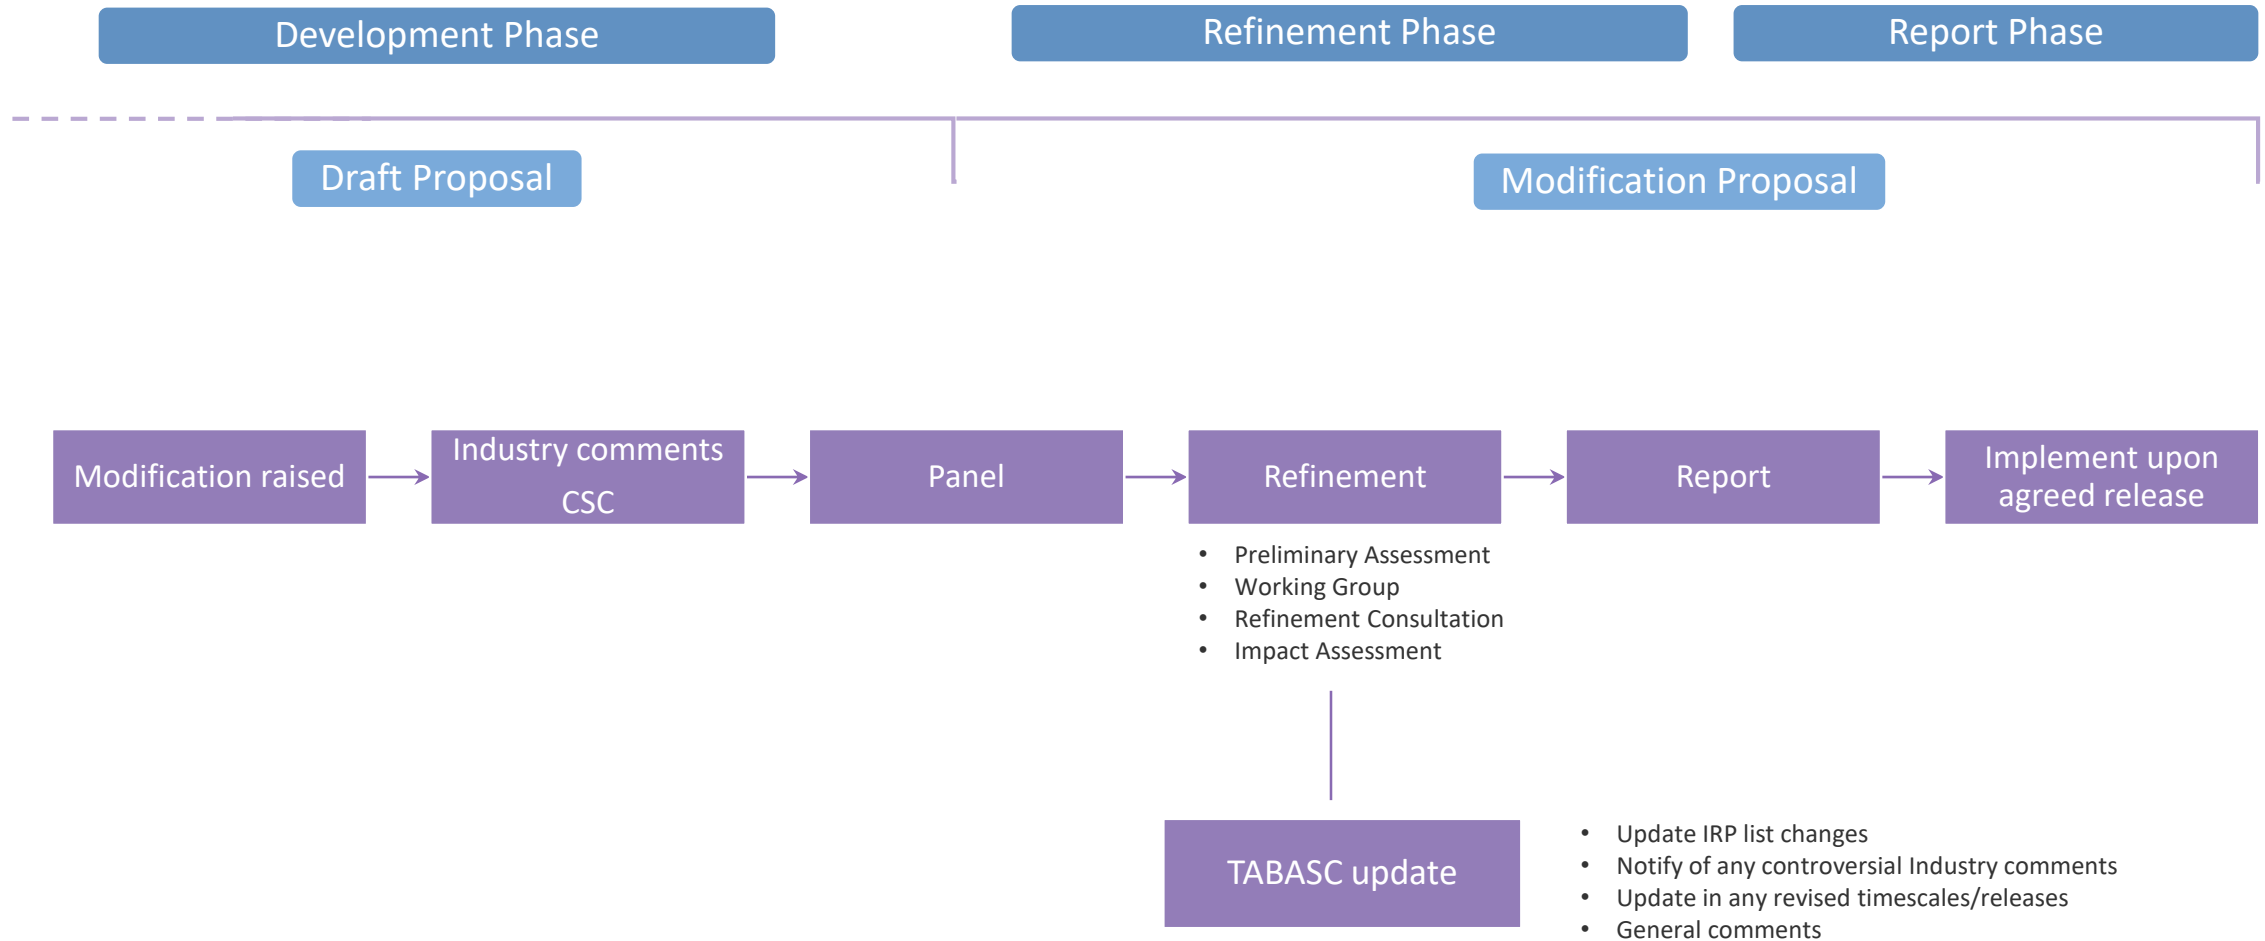 Development Phase
Refinement Phase
Report Phase
Draft Proposal
Modification Proposal
Modification raised
Industry comments
CSC
Panel
Refinement
Report
Implement upon
agreed release
• Preliminary Assessment
• Working Group
• Refinement Consultation
• Impact Assessment
TABASC update
• Update IRP list changes
• Notify of any controversial Industry comments
• Update in any revised timescales/releases
• General comments